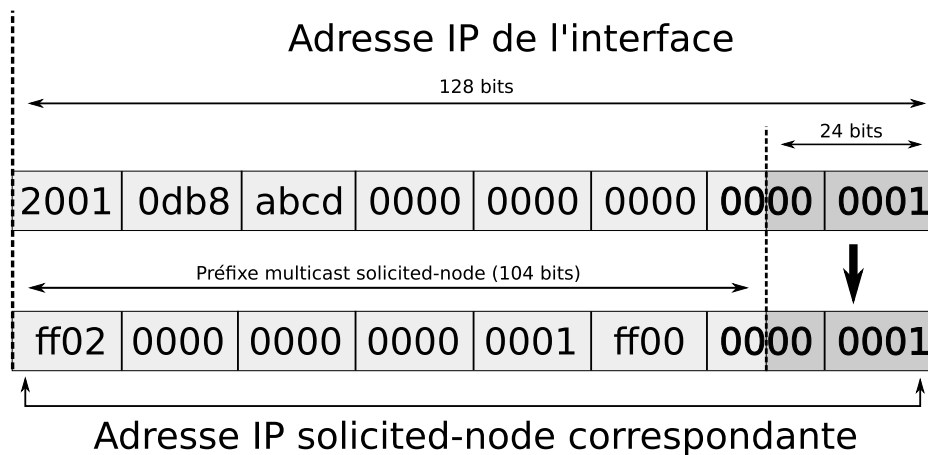 Adresse IP de l'interface
128 bits
24 bits
2001 0db8 abcd 0000 0000 0000 0000 0001
Préfixe multicast solicited-node (104 bits)
ff02 0000 0000 0000 0001 ff00 0000 0001
Adresse IP solicited-node correspondante